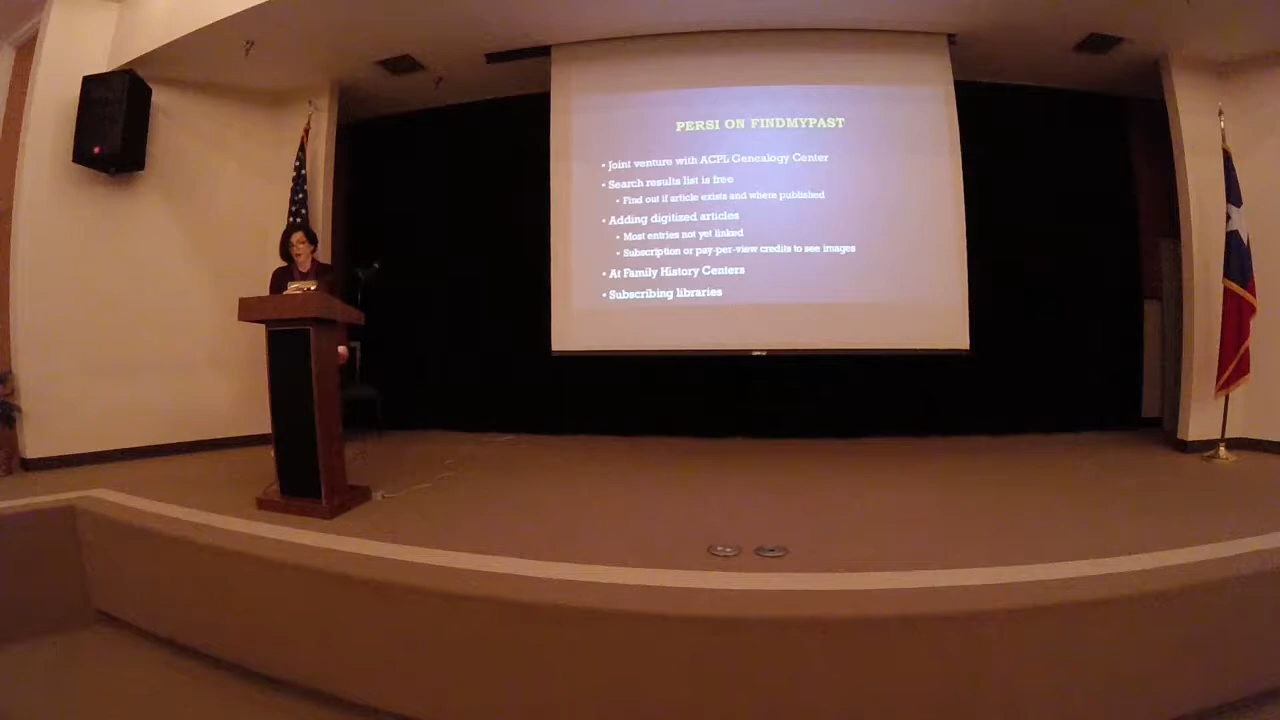 PERSI ON FINDMYPAST
• Joint venture with ACPL Genealogy Center
• Search results list is free
• Find out if article exists and where published
• Adding digitized articles
• Most entries not yet linked
• Subscription or pay-per-view credits to see images
• At Family History Centers
• Subscribing libraries